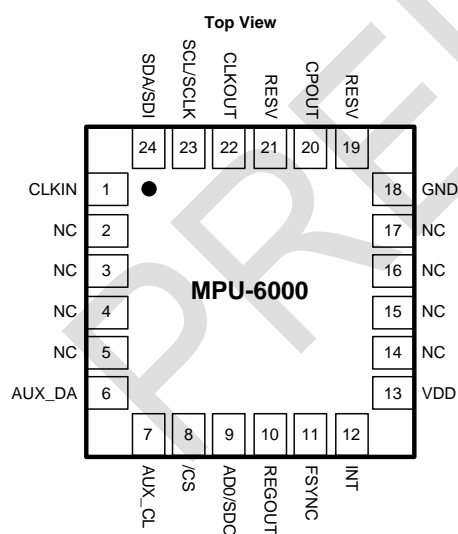 Top View
SDA/SDI
SCL/SCLK
CLKOUT
RESV
CPOUT
RESV
24 23 22 21 20 19
CLKIN 1
18 GND
NC 2
17 NC
NC 3
16 NC
MPU-6000
NC 4
15 NC
NC 5
14 NC
AUX_DA 6
13 VDD
7 8 9 10 11 12
AUX_CL
/CS
AD0/SDO
REGOUT
FSYNC
INT
PREL